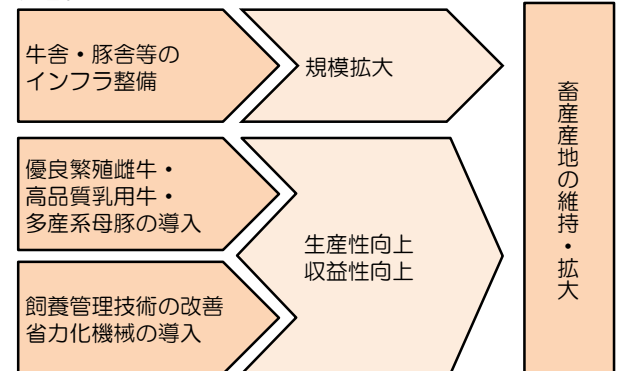 牛舎・豚舎等の
インフラ整備
規模拡大
優良繁殖雌牛・
高品質乳用牛・
多産系母豚の導入
飼養管理技術の改善
省力化機械の導入
生産性向上
収益性向上
畜産産地の維持・拡大